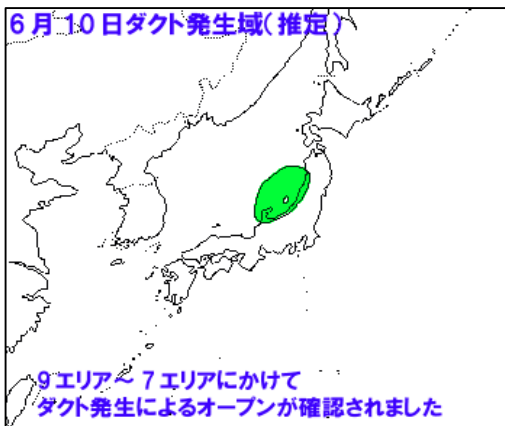 6月10日ダクト発生域(推定)
9エリア～7エリアにかけて
ダクト発生によるオープンが確認されました